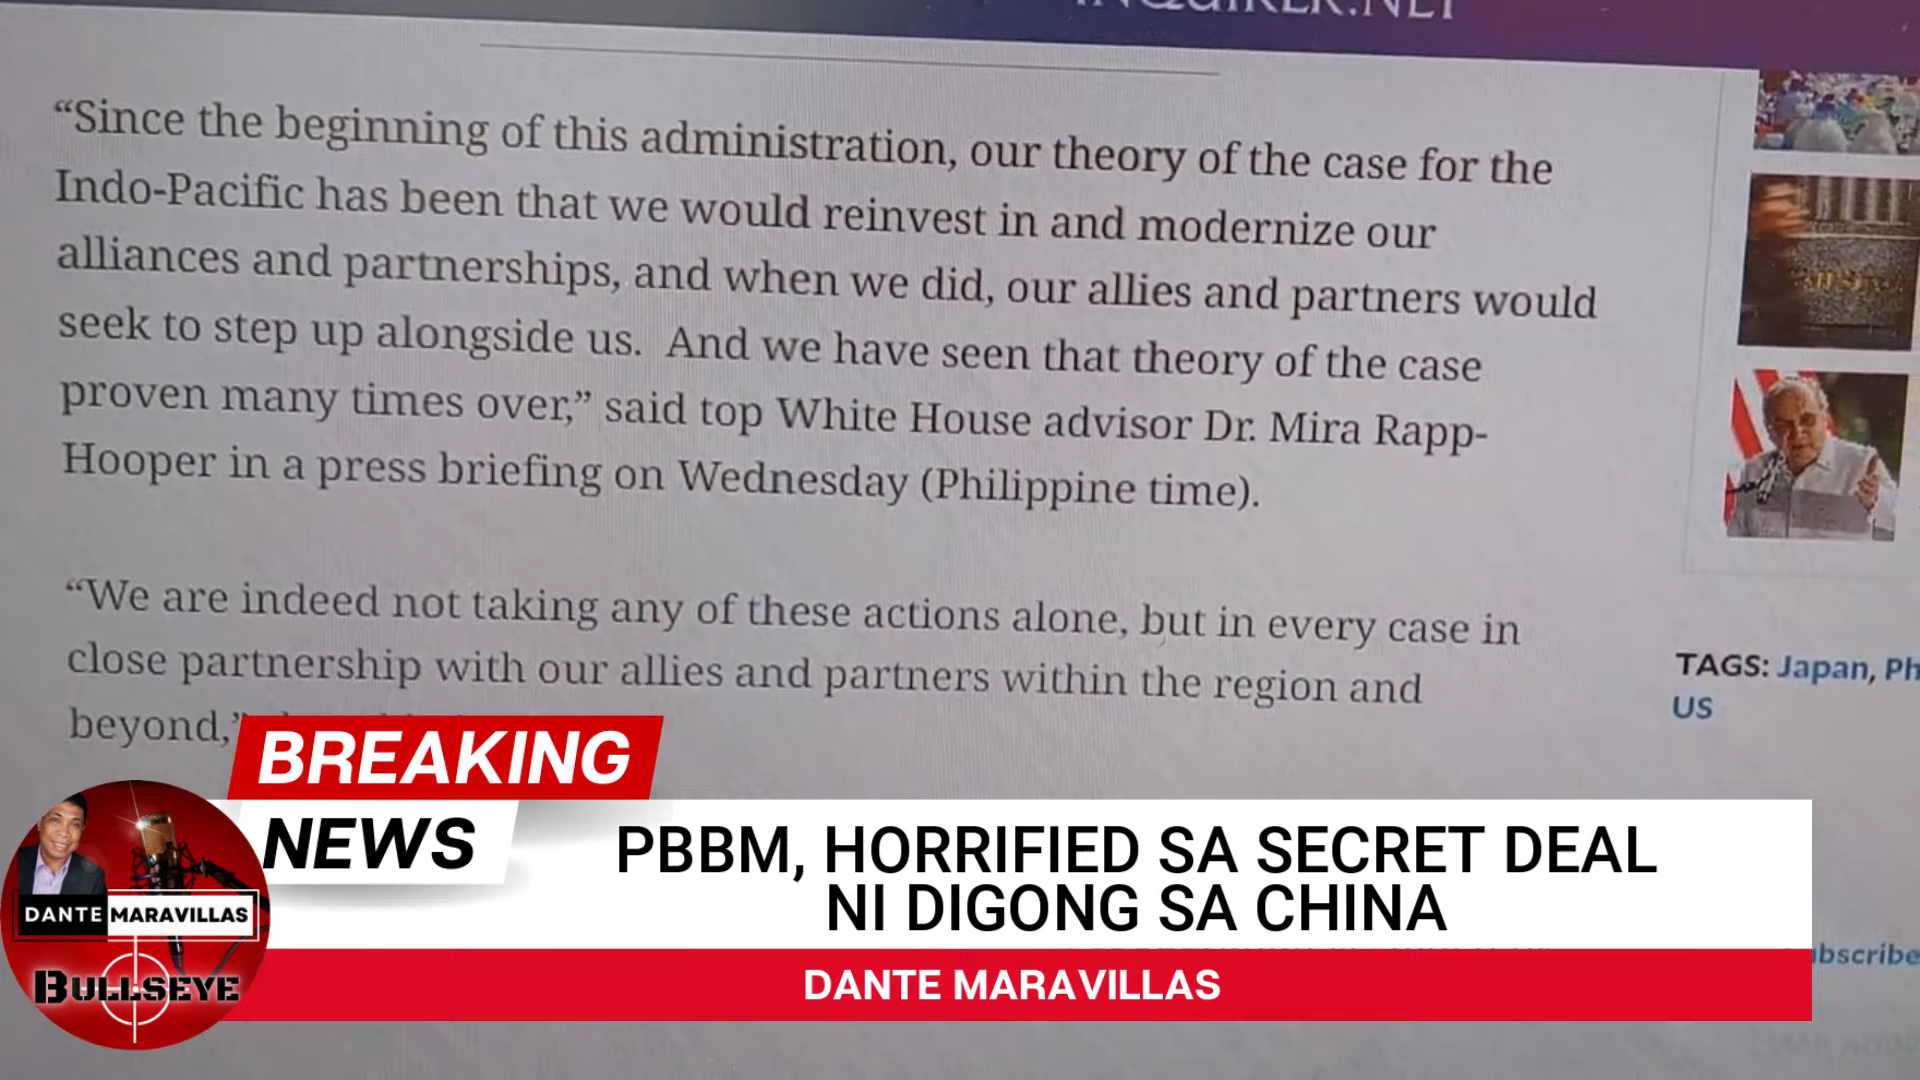 INQUIRER.NET
“Since the beginning of this administration, our theory of the case for the
Indo-Pacific has been that we would reinvest in and modernize our
alliances and partnerships, and when we did, our allies and partners would
seek to step up alongside us.  And we have seen that theory of the case
proven many times over,” said top White House advisor Dr. Mira Rapp-
Hooper in a press briefing on Wednesday (Philippine time).
“We are indeed not taking any of these actions alone, but in every case in
close partnership with our allies and partners within the region and
beyond,”
TAGS: Japan, Ph
US
BREAKING
NEWS
PBBM, HORRIFIED SA SECRET DEAL
NI DIGONG SA CHINA
DANTE MARAVILLAS
DANTE MARAVILLAS
BULLSEYE
ubscribe